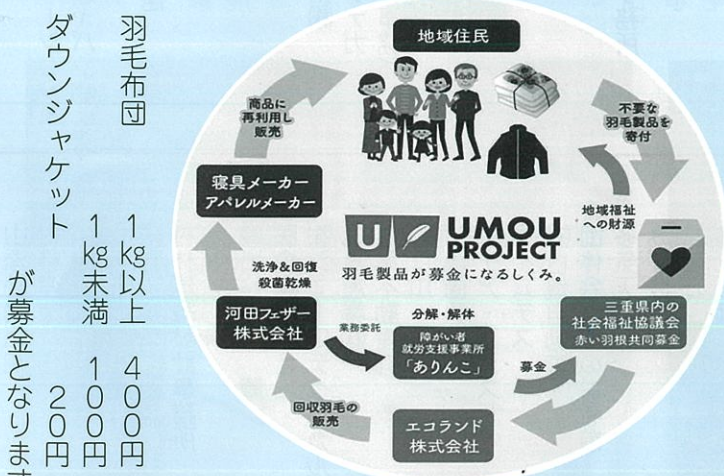 羽毛布団　1kg以上　400円
1kg未満　100円
ダウンジャケット　20円
が募金となります
地域住民
不要な
羽毛製品を
寄付
地域福祉
への財源
三重県内の
社会福祉協議会
赤い羽根共同募金
エコランド
株式会社
回収羽毛の
販売
河田フェザー
株式会社
業務委託
分解・解体
障がい者
就労支援事業所
「ありんこ」
募金
洗浄&回復
殺菌乾燥
寝具メーカー
アパレルメーカー
商品に
再利用し
販売
U
UMOU
PROJECT
羽毛製品が募金になるしくみ。